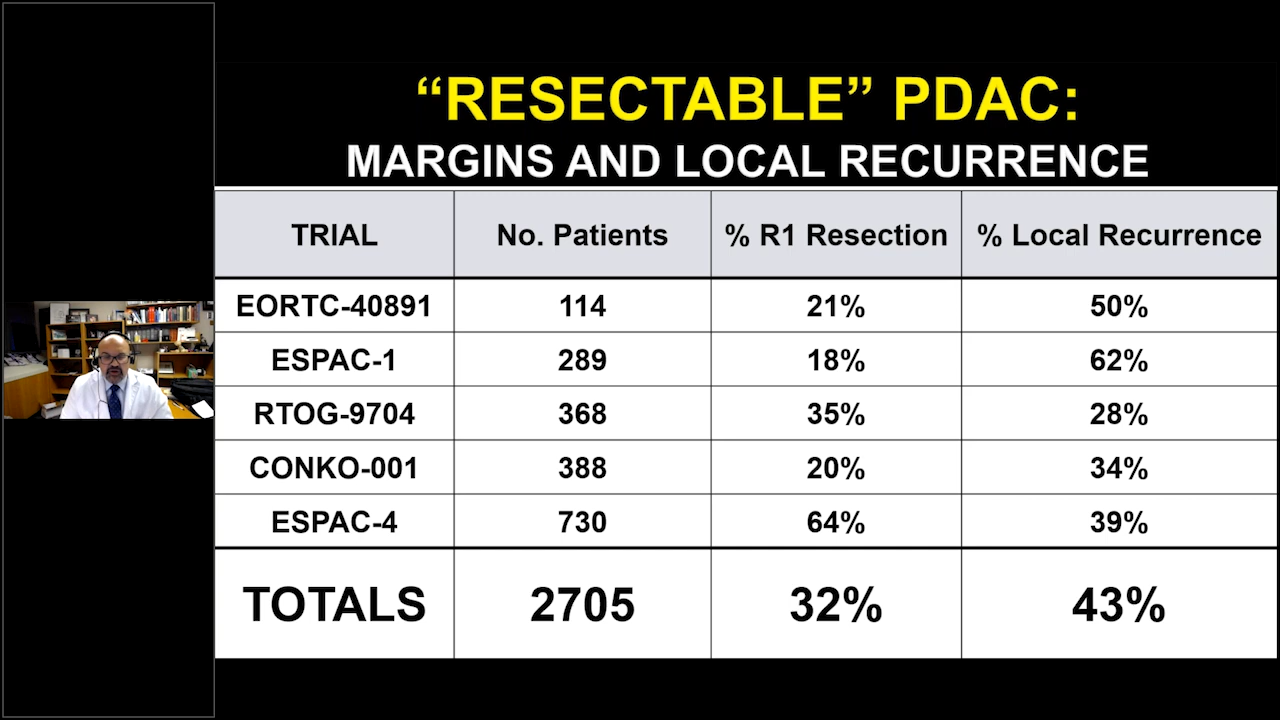 “RESECTABLE” PDAC:
MARGINS AND LOCAL RECURRENCE
TRIAL No. Patients % R1 Resection % Local Recurrence
EORTC-40891 114 21% 50%
ESPAC-1 289 18% 62%
RTOG-9704 368 35% 28%
CONKO-001 388 20% 34%
ESPAC-4 730 64% 39%
TOTALS 2705 32% 43%